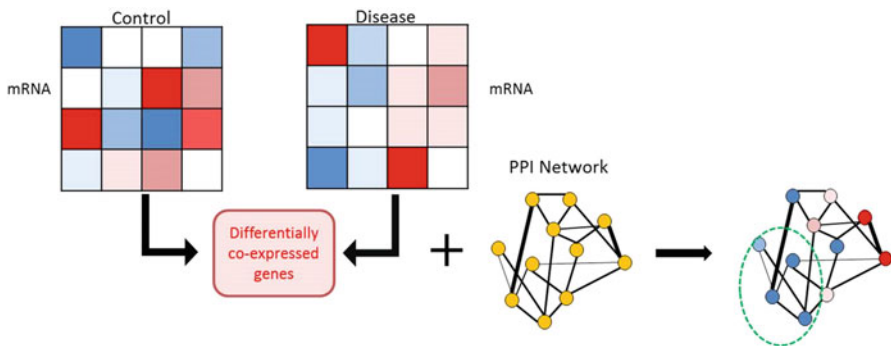 Control
Disease
mRNA
mRNA
PPI Network
Differentially
co-expressed
genes